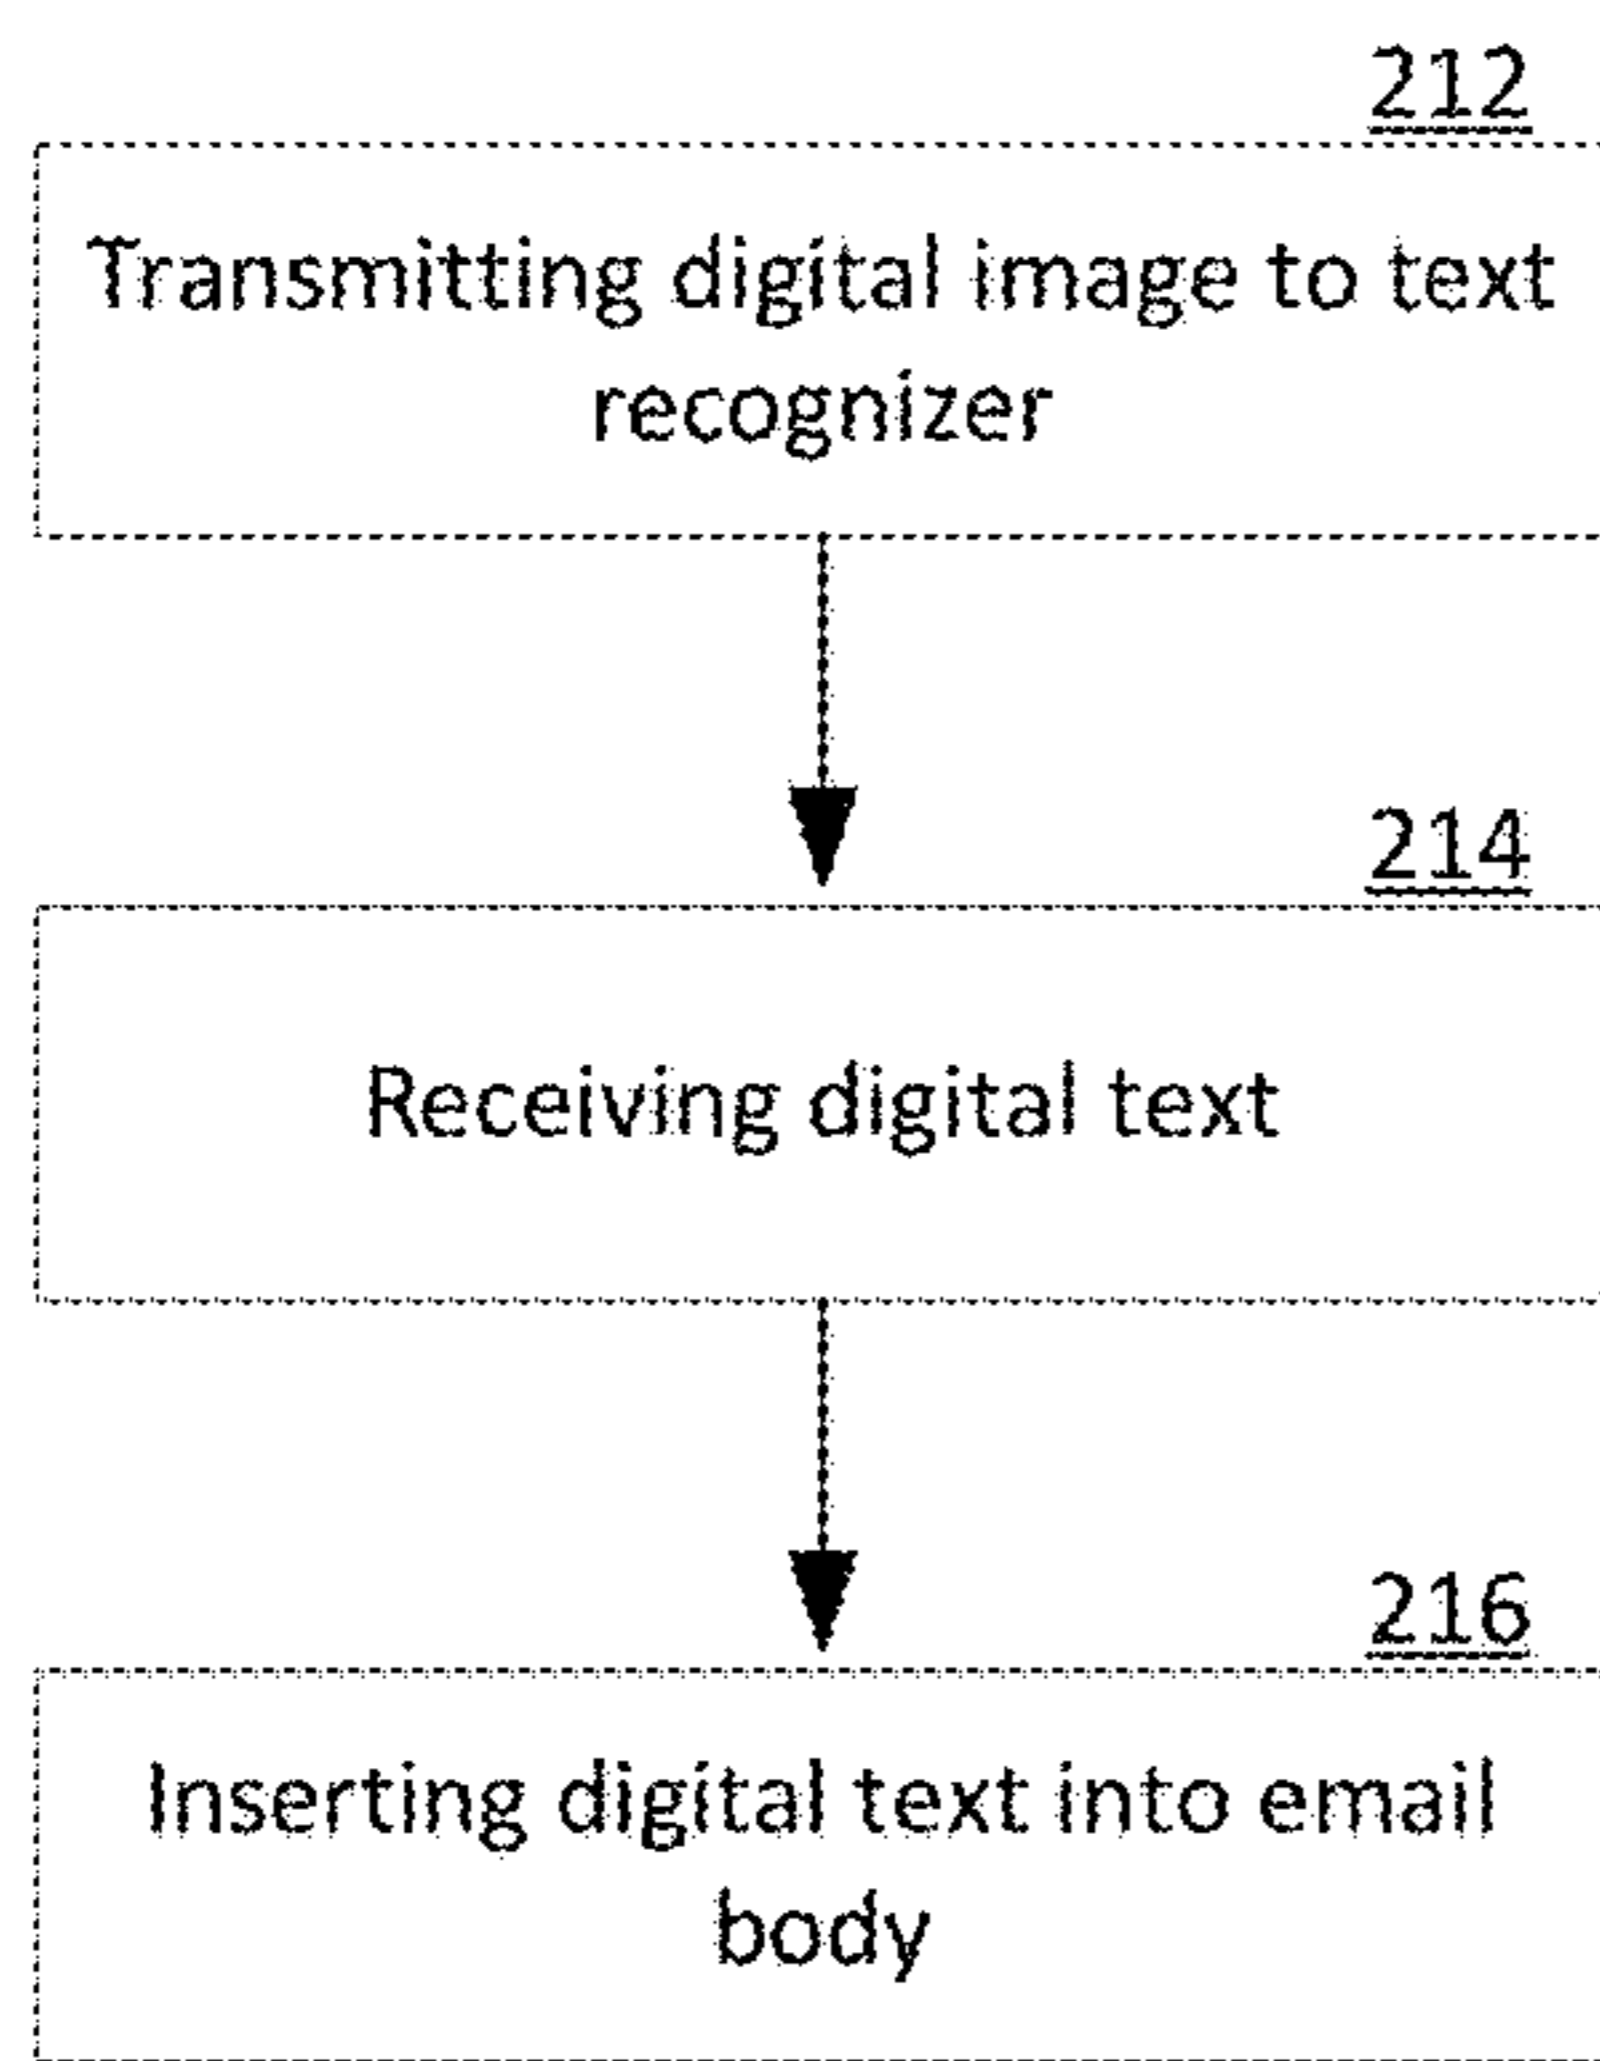 212
Transmitting digital image to text
recognizer
214
Receiving digital text
216
Inserting digital text into email
body